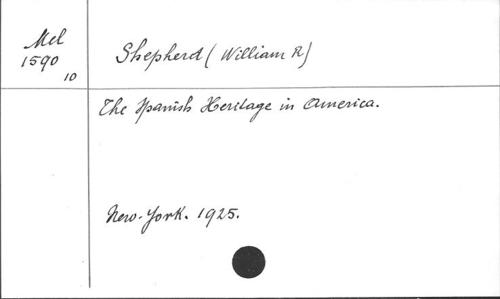 Mel
1590
10
Shepherd (William R)
The Spanish Heritage in America.
New-York. 1925.